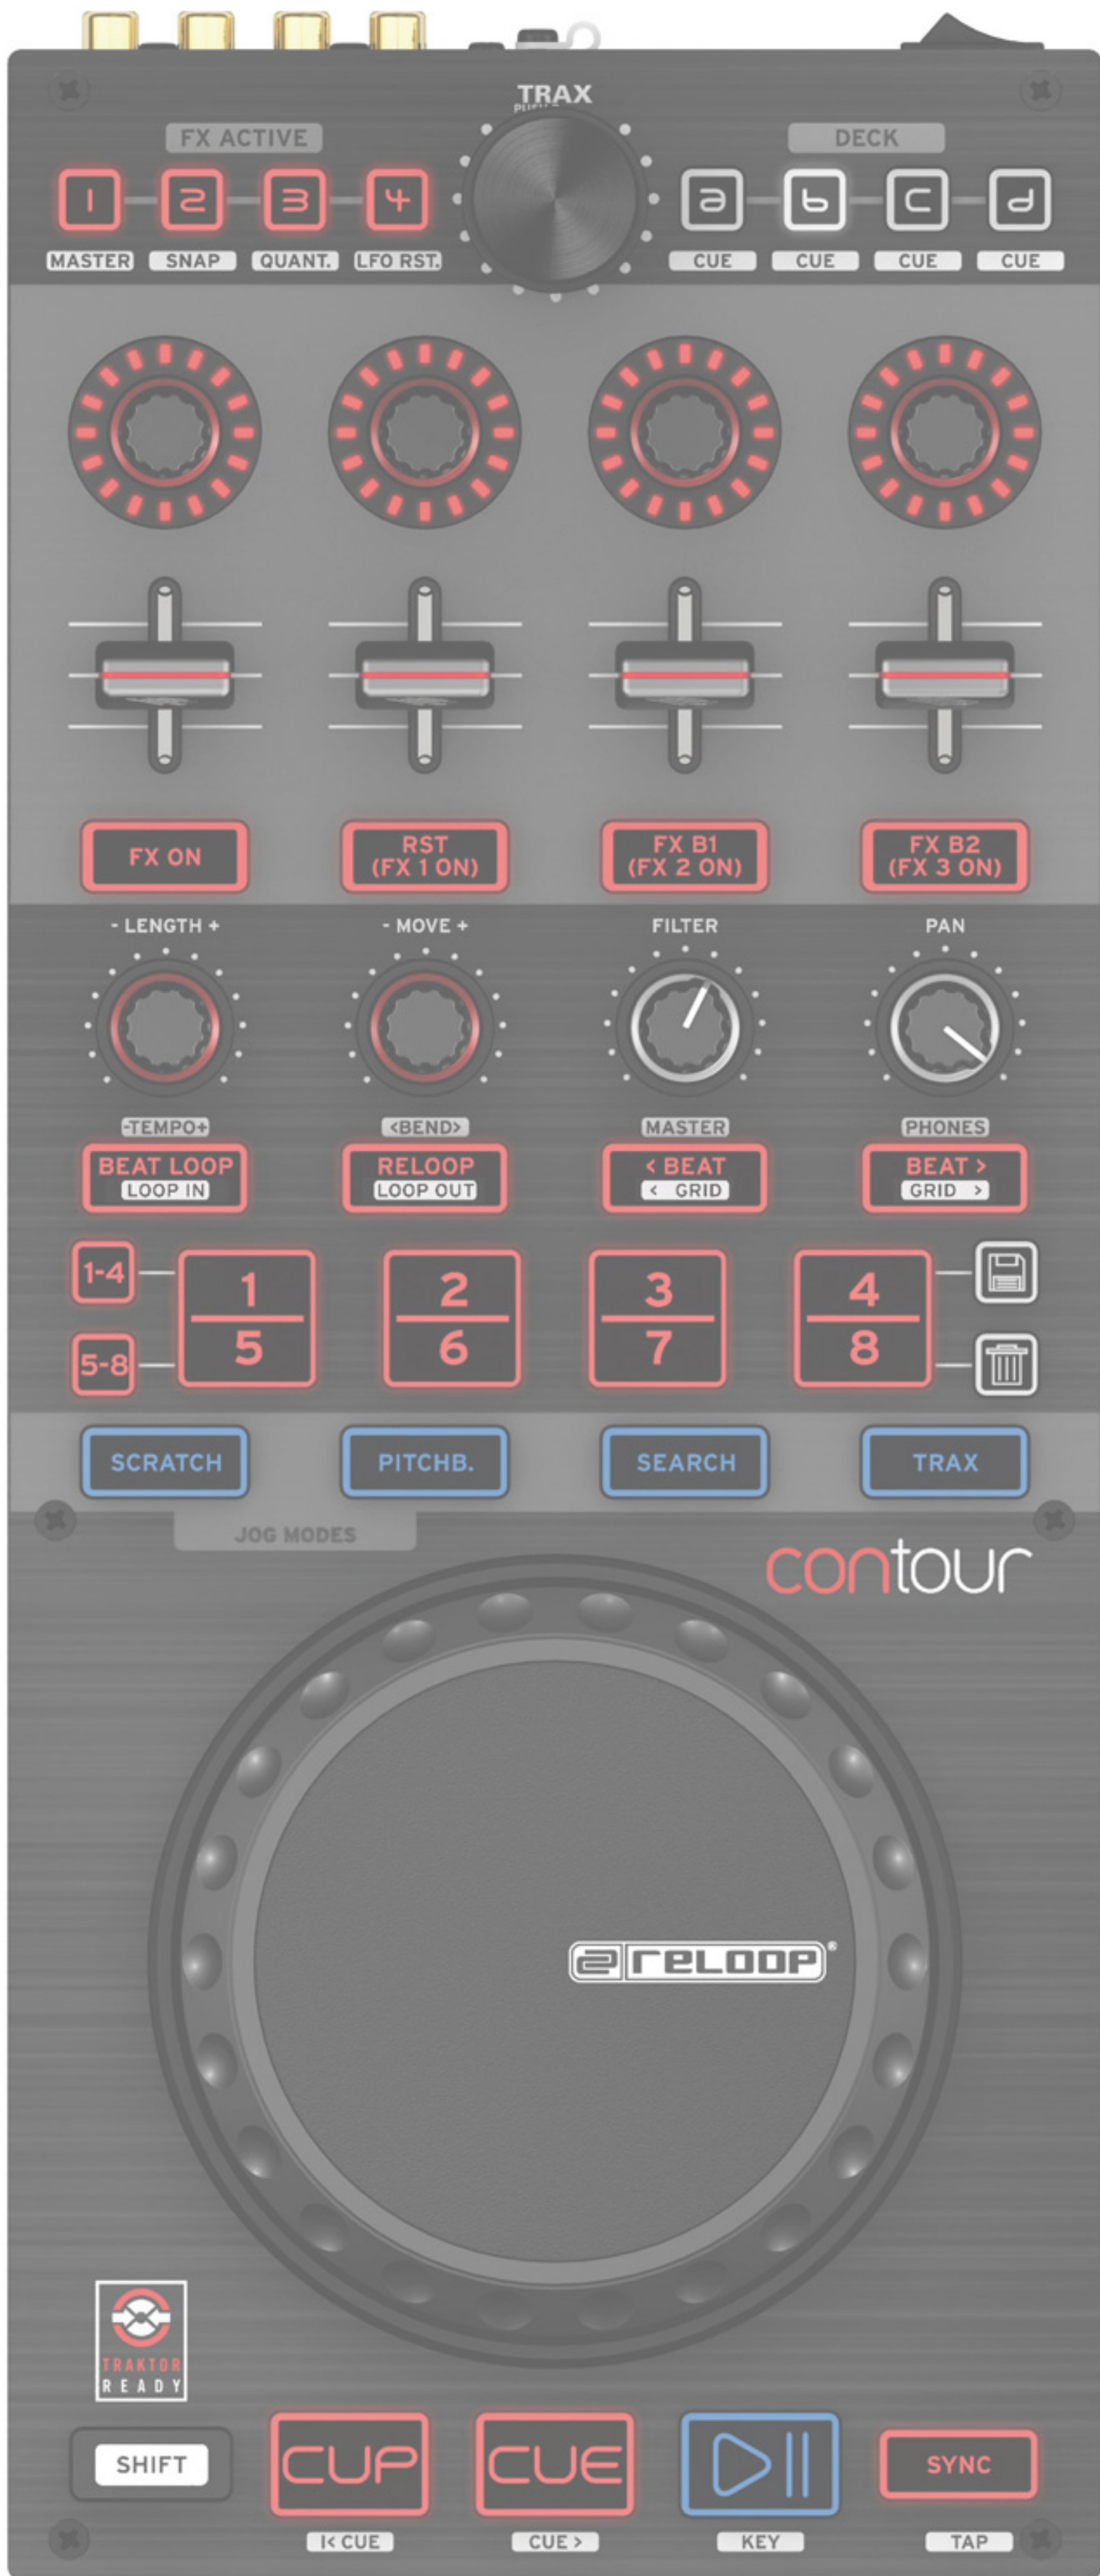 TRAX
FX ACTIVE
DECK
1 2 3 4
a b c d
MASTER SNAP QUANT. LFO RST.
CUE CUE CUE CUE
FX ON
RST
(FX 1 ON)
FX B1
(FX 2 ON)
FX B2
(FX 3 ON)
- LENGTH +
- MOVE +
FILTER
PAN
-TEMPO+
<BEND>
MASTER
PHONES
BEAT LOOP
LOOP IN
RELOOP
LOOP OUT
< BEAT
< GRID
BEAT >
GRID >
1-4
5-8
1
5
2
6
3
7
4
8
SCRATCH
PITCHB.
SEARCH
TRAX
JOG MODES
contour
reloop®
TRAKTOR
READY
SHIFT
CUP
CUE
SYNC
I< CUE
CUE >
KEY
TAP